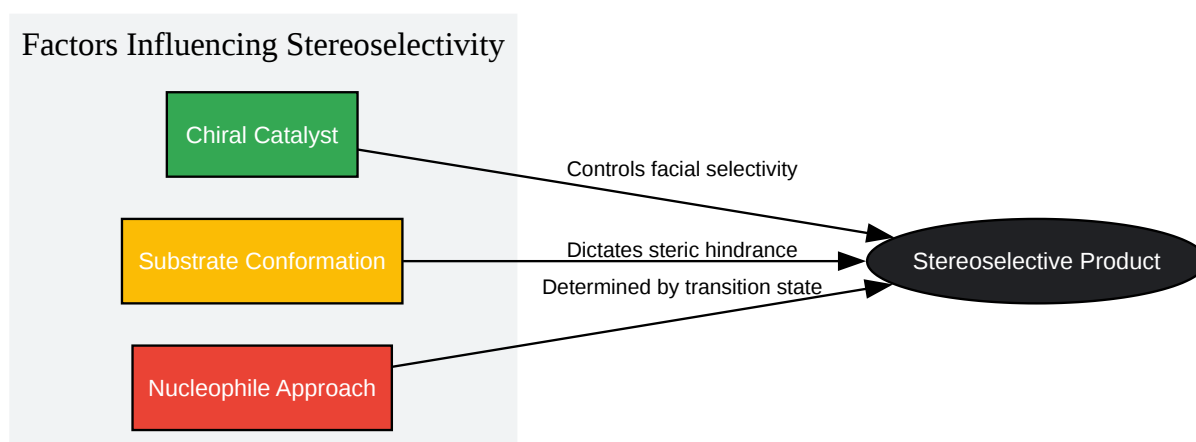 Factors Influencing Stereoselectivity
Chiral Catalyst
Controls facial selectivity
Substrate Conformation
Dictates steric hindrance
Stereoselective Product
Determined by transition state
Nucleophile Approach